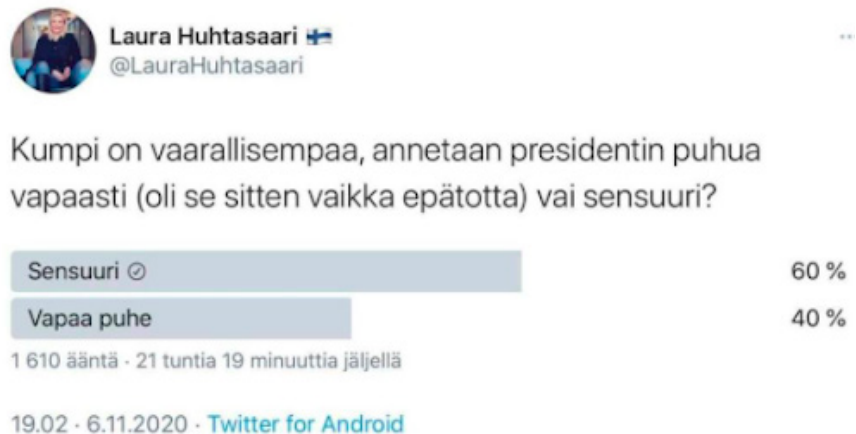 Laura Huhtasaari
@LauraHuhtasaari
Kumpi on vaarallisempaa, annetaan presidentin puhua
vapaasti (oli se sitten vaikka epätotta) vai sensuuri?
Sensuuri 60 %
Vapaa puhe 40 %
1 610 ääntä · 21 tuntia 19 minuuttia jäljellä
19.02 · 6.11.2020 · Twitter for Android